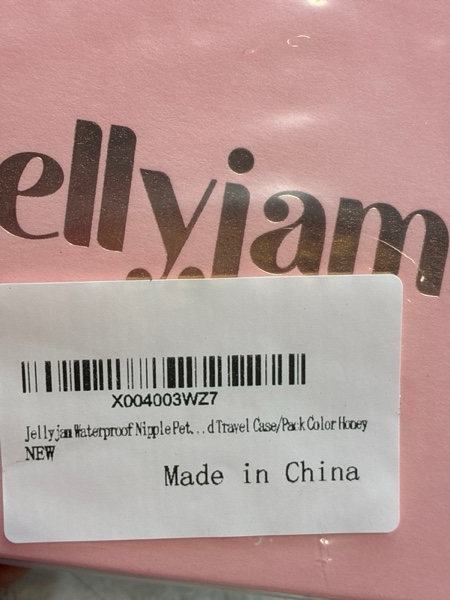 ellyjam
X004003WZ7
Jellyjam Waterproof Nipple Pet...d Travel Case/Pack Color Honey
NEW
Made in China